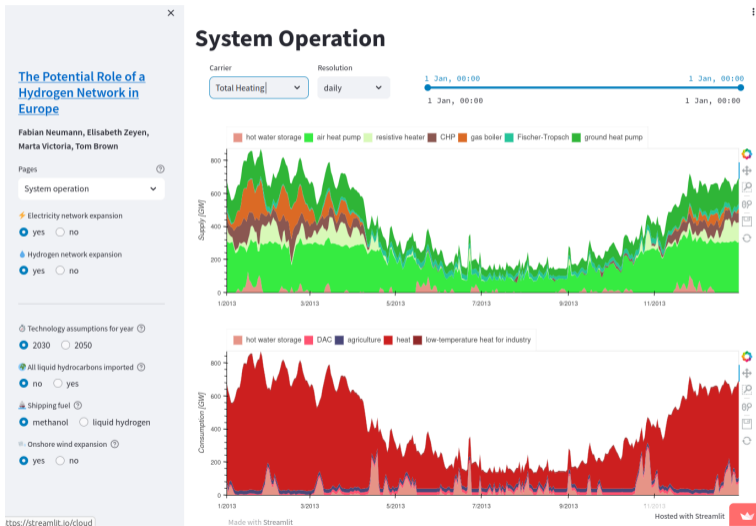 The Potential Role of a
Hydrogen Network in
Europe
Fabian Neumann, Elisabeth Zeyen,
Marta Victoria, Tom Brown
Pages
System operation
Electricity network expansion
yes no
Hydrogen network expansion
yes no
Technology assumptions for year
2030 2050
All liquid hydrocarbons imported
no yes
Shipping fuel
methanol liquid hydrogen
Onshore wind expansion
yes no
ttps://streamlit.io/cloud
System Operation
Carrier Resolution
Total Heating daily
1 Jan, 00:00 1 Jan, 00:00
1 Jan, 00:00 1 Jan, 00:00
hot water storage air heat pump resistive heater CHP gas boiler Fischer-Tropsch ground heat pump
Supply [GW]
800
600
400
200
0
1/2013 3/2013 5/2013 7/2013 9/2013 11/2013
hot water storage DAC agriculture heat low-temperature heat for industry
Consumption [GW]
800
600
400
200
0
1/2013 3/2013 5/2013 7/2013 9/2013 11/2013
Made with Streamlit
Hosted with Streamlit